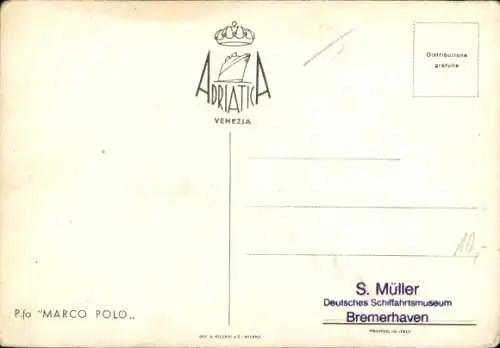 ADRIATICA
VENEZIA
Distribuzione
gratuita
10,-
S. Müller
Deutsches Schiffahrtsmuseum
Bremerhaven
P.fo "MARCO POLO„
PRINTED IN ITALY